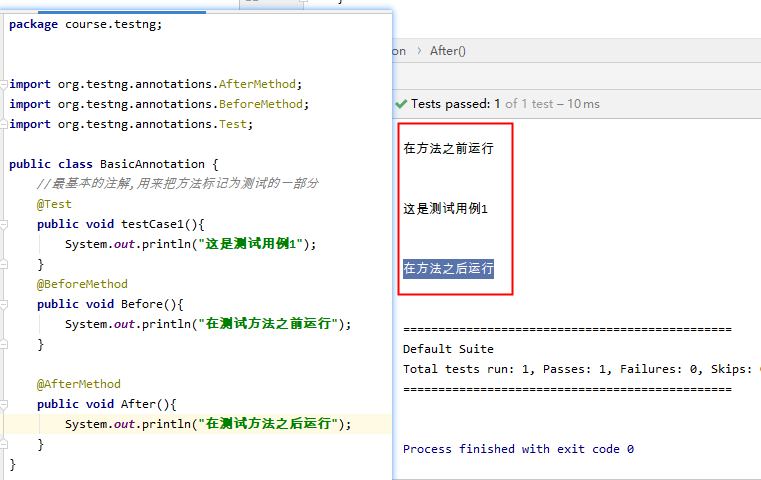 package course.testng;
import org.testng.annotations.AfterMethod;
import org.testng.annotations.BeforeMethod;
import org.testng.annotations.Test;
public class BasicAnnotation {
//最基本的注解,用来把方法标记为测试的一部分
@Test
public void testCase1(){
System.out.println("这是测试用例1");
}
@BeforeMethod
public void Before(){
System.out.println("在测试方法之前运行");
}
@AfterMethod
public void After(){
System.out.println("在测试方法之后运行");
}
}
on › After()
Tests passed: 1 of 1 test – 10 ms
在方法之前运行
这是测试用例1
在方法之后运行
===============================================
Default Suite
Total tests run: 1, Passes: 1, Failures: 0, Skips:
===============================================
Process finished with exit code 0